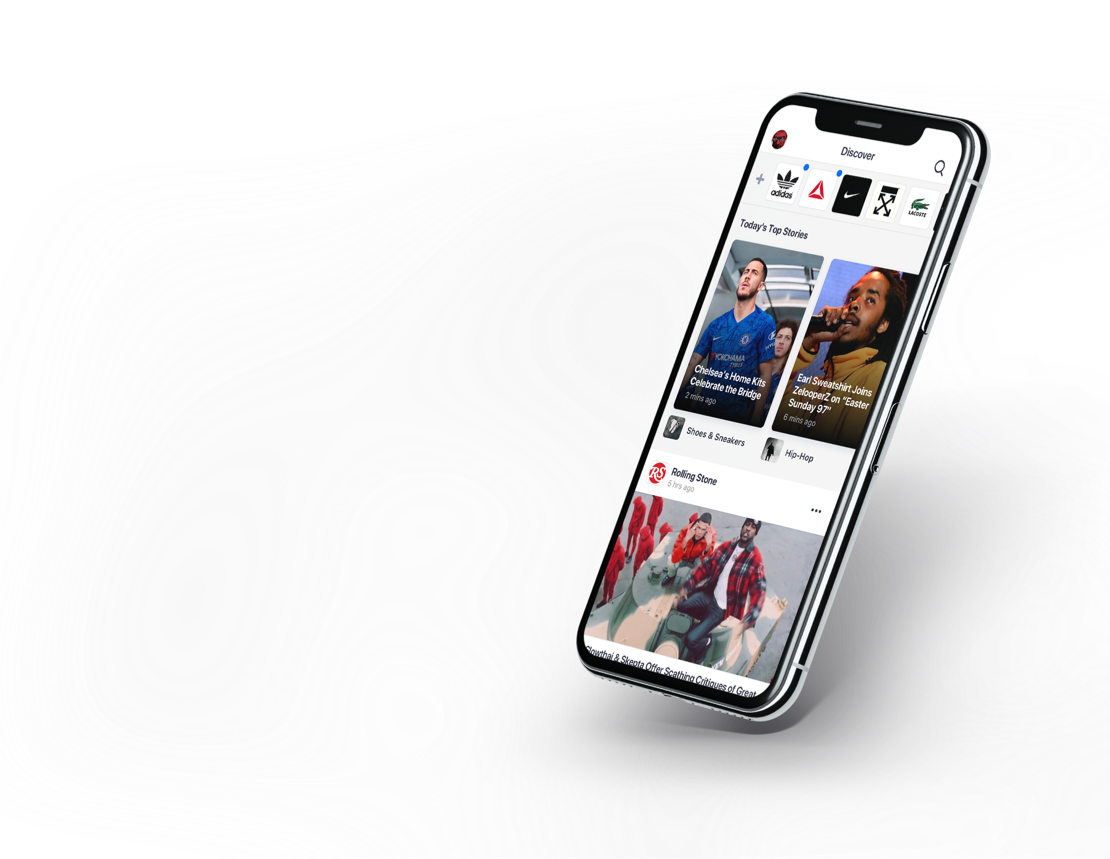 Discover
adidas
LACOSTE
Today's Top Stories
YOKOHAMA
TYRES
Chelsea's Home Kits
Celebrate the Bridge
2 mins ago
Earl Sweatshirt Joins
ZelooperZ on “Easter
Sunday 97”
6 mins ago
Shoes & Sneakers
Hip-Hop
RS
Rolling Stone
6 hrs ago
Slowthai & Skepta Offer Scathing Critiques of Great